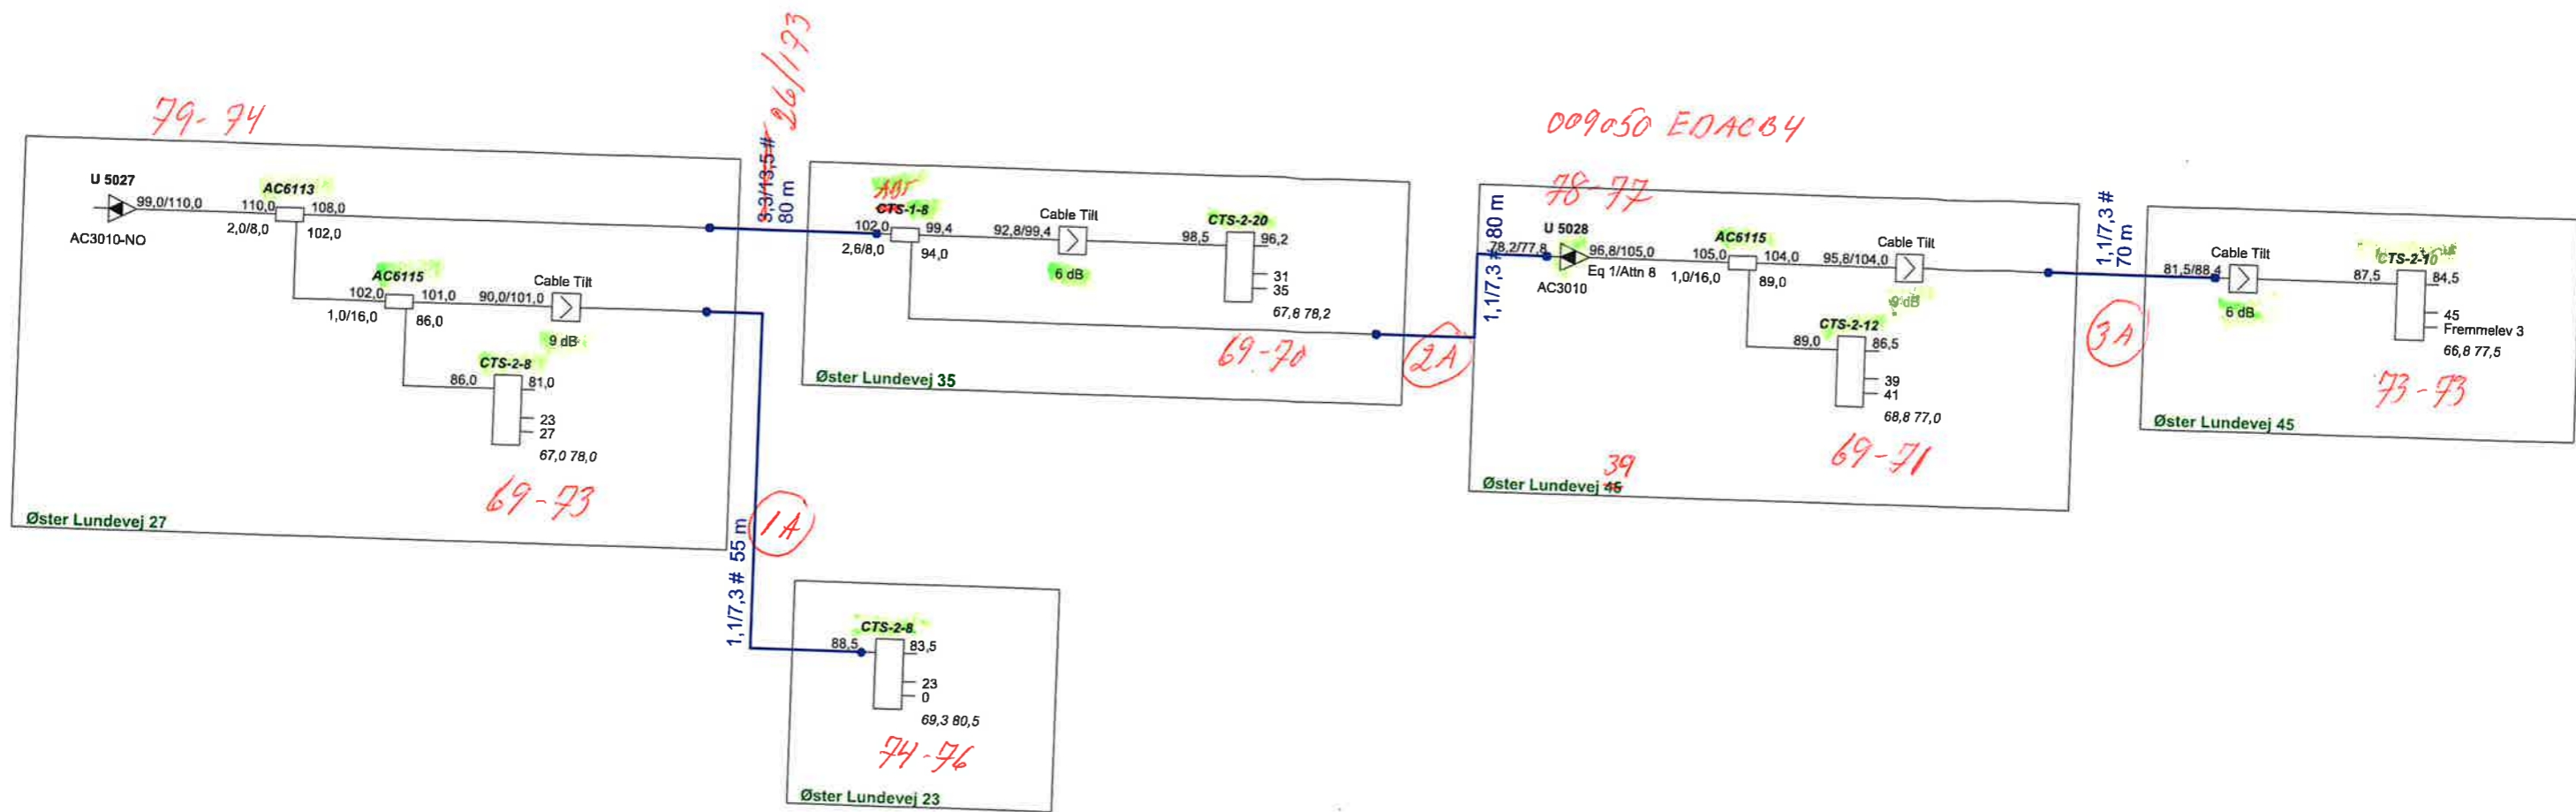 79-74
U 5027
99,0/110,0
AC3010-NO
AC6113
110,0
108,0
2,0/8,0
102,0
AC6115
102,0
101,0
1,0/16,0
86,0
90,0/101,0
Cable Tilt
9 dB
CTS-2-8
86,0
81,0
23
27
67,0 78,0
69-73
Øster Lundevej 27
3,3/13,5 #
80 m
26/173
1,1/7,3 # 55 m
1A
CTS-2-8
88,5
83,5
23
0
69,3 80,5
74-76
Øster Lundevej 23
CTS-1-8
102,0
99,4
2,6/8,0
94,0
92,8/99,4
Cable Tilt
6 dB
CTS-2-20
98,5
96,2
31
35
67,8 78,2
69-70
Øster Lundevej 35
2A
1,1/7,3 # 80 m
009050 EDACB4
78-77
U 5028
78,2/77,8
96,8/105,0
Eq 1/Attn 8
AC3010
AC6115
105,0
104,0
1,0/16,0
89,0
95,8/104,0
Cable Tilt
9 dB
CTS-2-12
89,0
86,5
39
41
68,8 77,0
69-71
39
Øster Lundevej 45
1,1/7,3 #
70 m
3A
Cable Tilt
81,5/88,4
6 dB
CTS-2-10
87,5
84,5
45
Fremmelev 3
66,8 77,5
73-73
Øster Lundevej 45